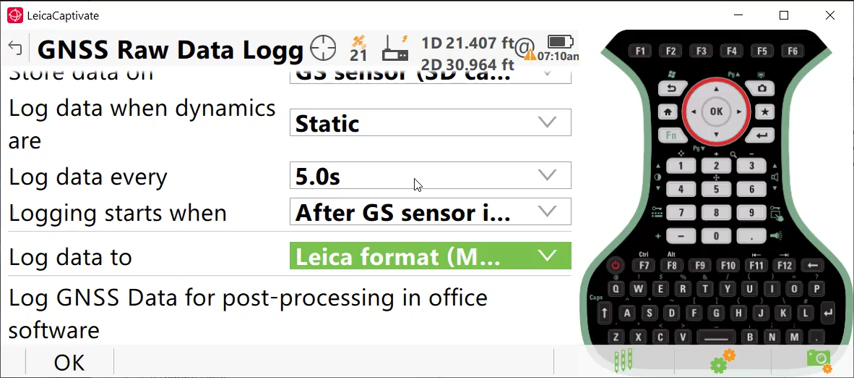 LeicaCaptivate
GNSS Raw Data Logg
21
1D 21.407 ft
2D 30.964 ft
@
07:10am
Store data on
GS sensor (SD ca...
Log data when dynamics
are
Static
Log data every
5.0s
Logging starts when
After GS sensor i...
Log data to
Leica format (M...
Log GNSS Data for post-processing in office
software
OK
F1 F2 F3 F4 F5 F6
Pg
OK
Fn
Pg
1 2 3
4 5 6
7 8 9
- 0 .
Ctrl Alt
F7 F8 F9 F10 F11 F12
Q W E R T Y U I O P
Caps
A S D F G H J K L
Z X C V B N M .